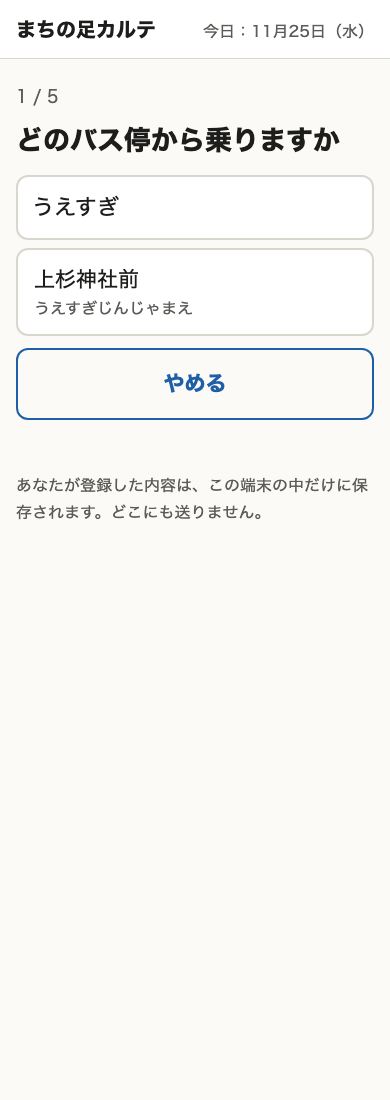 まちの足カルテ
今日：11月25日（水）
1 / 5
どのバス停から乗りますか
うえすぎ
上杉神社前
うえすぎじんじゃまえ
やめる
あなたが登録した内容は、この端末の中だけに保
存されます。どこにも送りません。